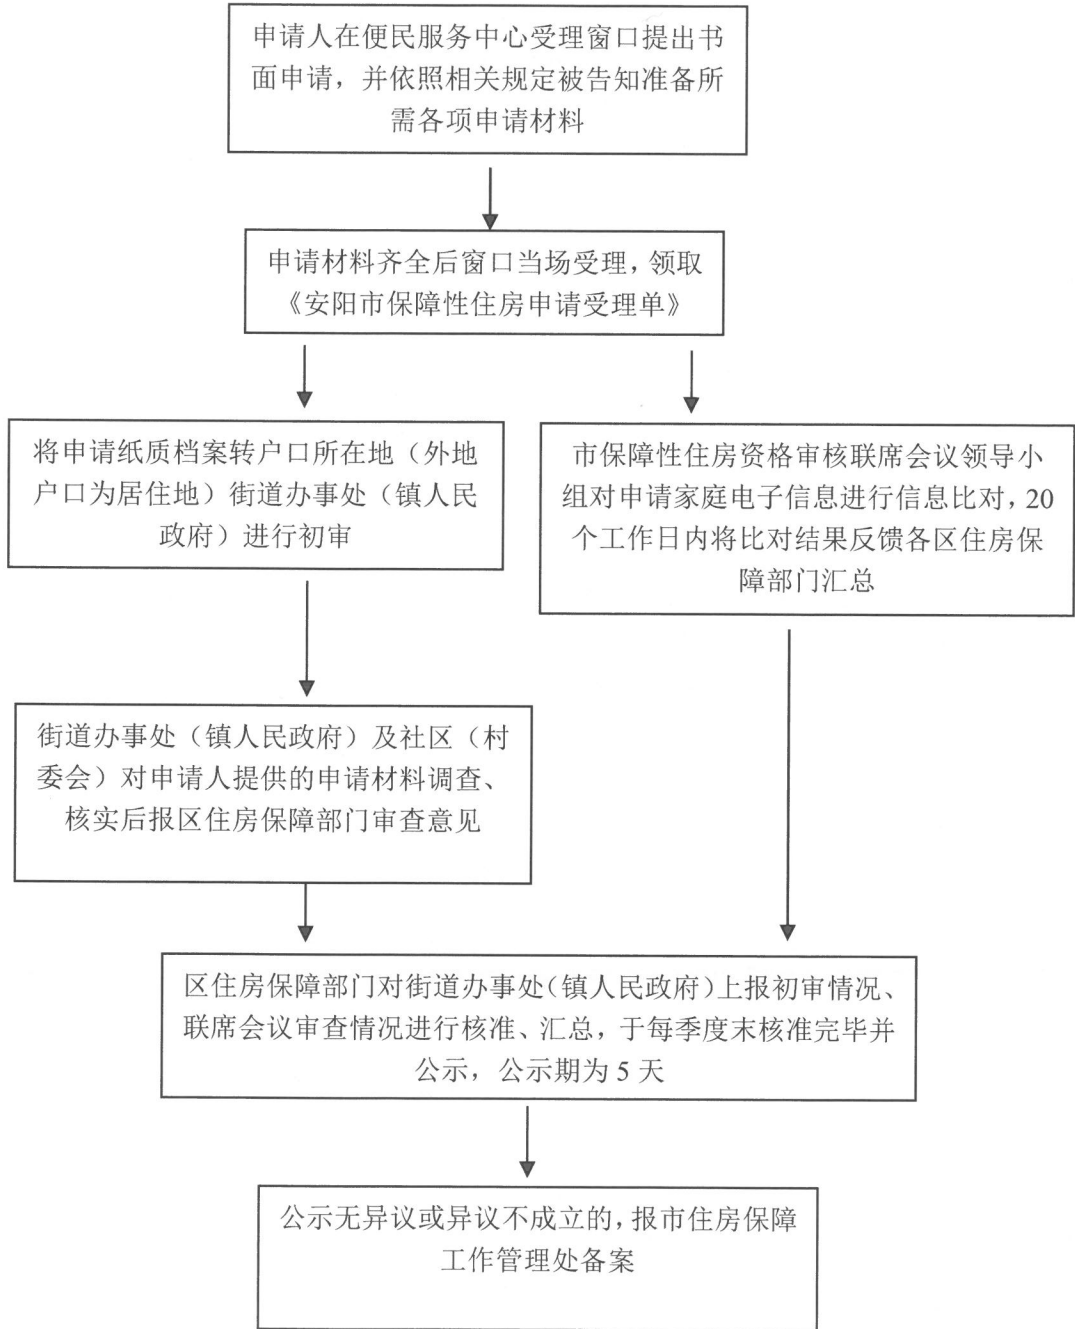 申请人在便民服务中心受理窗口提出书
面申请，并依照相关规定被告知准备所
需各项申请材料
申请材料齐全后窗口当场受理，领取
《安阳市保障性住房申请受理单》
将申请纸质档案转户口所在地（外地
户口为居住地）街道办事处（镇人民
政府）进行初审
市保障性住房资格审核联席会议领导小
组对申请家庭电子信息进行信息比对，20
个工作日内将比对结果反馈各区住房保
障部门汇总
街道办事处（镇人民政府）及社区（村
委会）对申请人提供的申请材料调查、
核实后报区住房保障部门审查意见
区住房保障部门对街道办事处（镇人民政府）上报初审情况、
联席会议审查情况进行核准、汇总，于每季度末核准完毕并
公示，公示期为 5 天
公示无异议或异议不成立的，报市住房保障
工作管理处备案